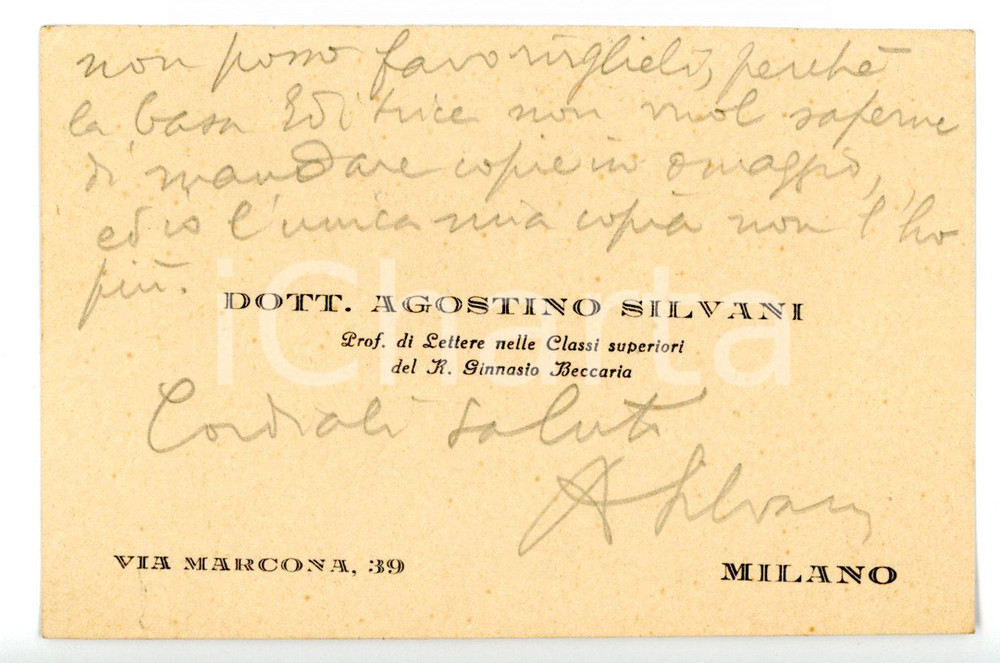 non posso favorirglieli, perchè
la Casa Editrice non vuol saperne
di mandare copie in omaggio,
ed io l'unica mia copia non l'ho
più.
iCharta
DOTT. AGOSTINO SILVANI
Prof. di Lettere nelle Classi superiori
del R. Ginnasio Beccaria
Cordiali saluti
A Silvani
VIA MARCONA, 39
MILANO